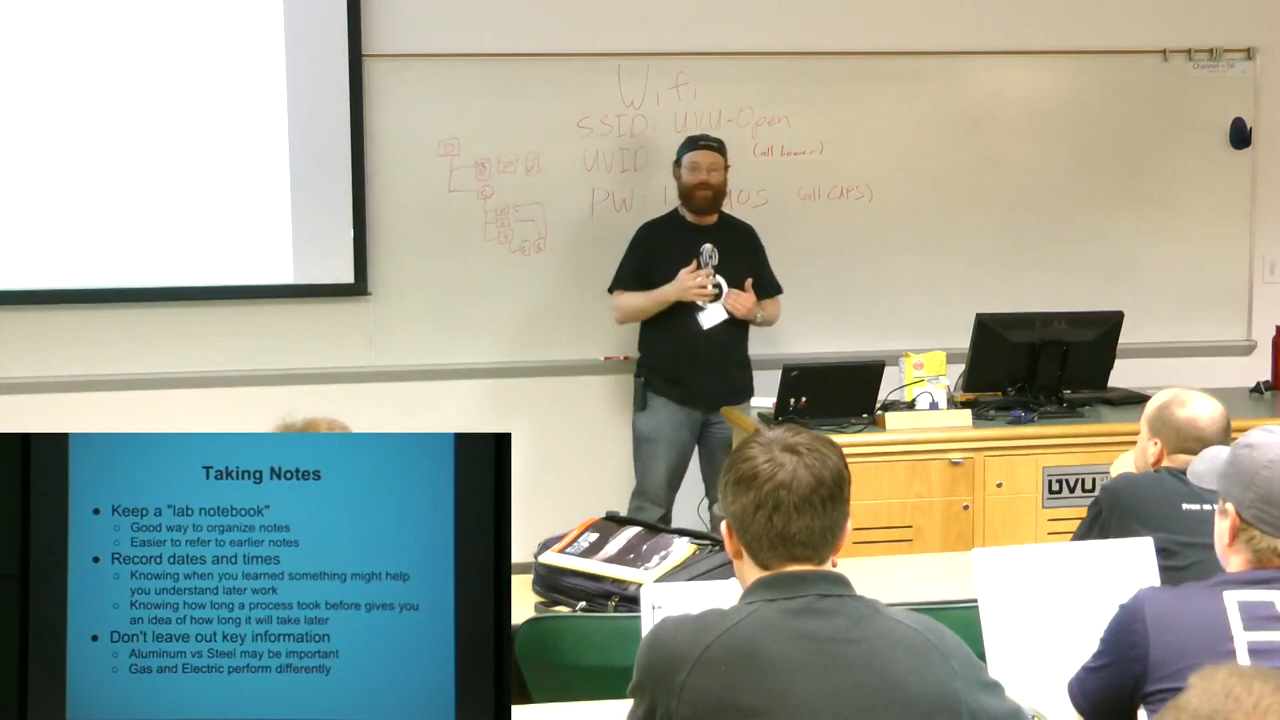 Channel - 56
Wifi
SSID UVU-Open
UVID (all lower)
PW: (all CAPS)
UVU
Taking Notes
● Keep a "lab notebook"
○ Good way to organize notes
○ Easier to refer to earlier notes
● Record dates and times
○ Knowing when you learned something might help
you understand later work
○ Knowing how long a process took before gives you
an idea of how long it will take later
● Don't leave out key information
○ Aluminum vs Steel may be important
○ Gas and Electric perform differently